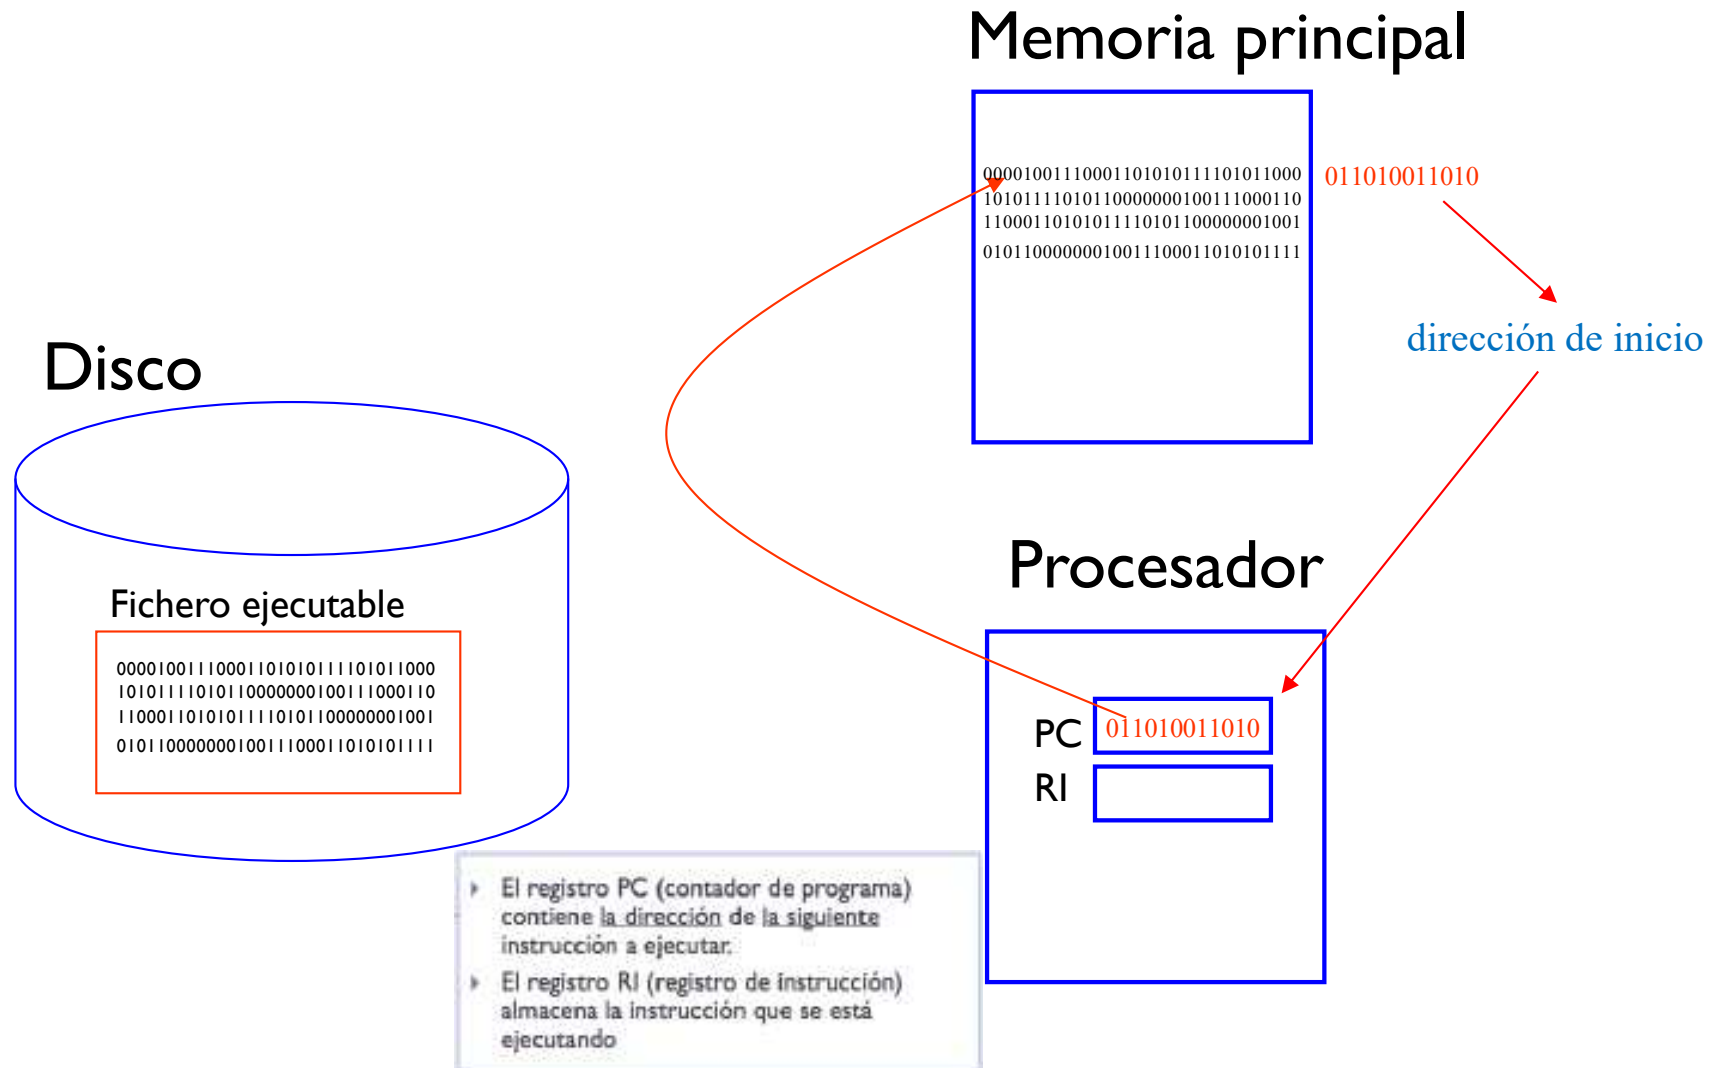 Memoria principal
00001001110001101010111101011000
10101111010110000000100111000110
11000110101011110101100000001001
01011000000010011100011010101111
011010011010
dirección de inicio
Disco
Fichero ejecutable
00001001110001101010111101011000
10101111010110000000100111000110
11000110101011110101100000001001
01011000000010011100011010101111
Procesador
PC
011010011010
RI
El registro PC (contador de programa)
contiene la dirección de la siguiente
instrucción a ejecutar.
El registro RI (registro de instrucción)
almacena la instrucción que se está
ejecutando